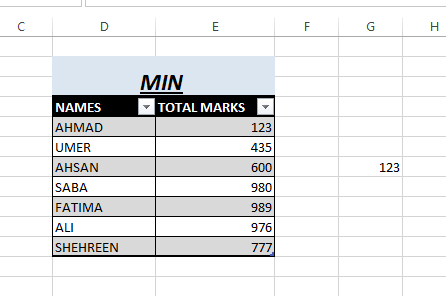 C D E F G H
MIN
NAMES TOTAL MARKS
AHMAD 123
UMER 435
AHSAN 600 123
SABA 980
FATIMA 989
ALI 976
SHEHREEN 777